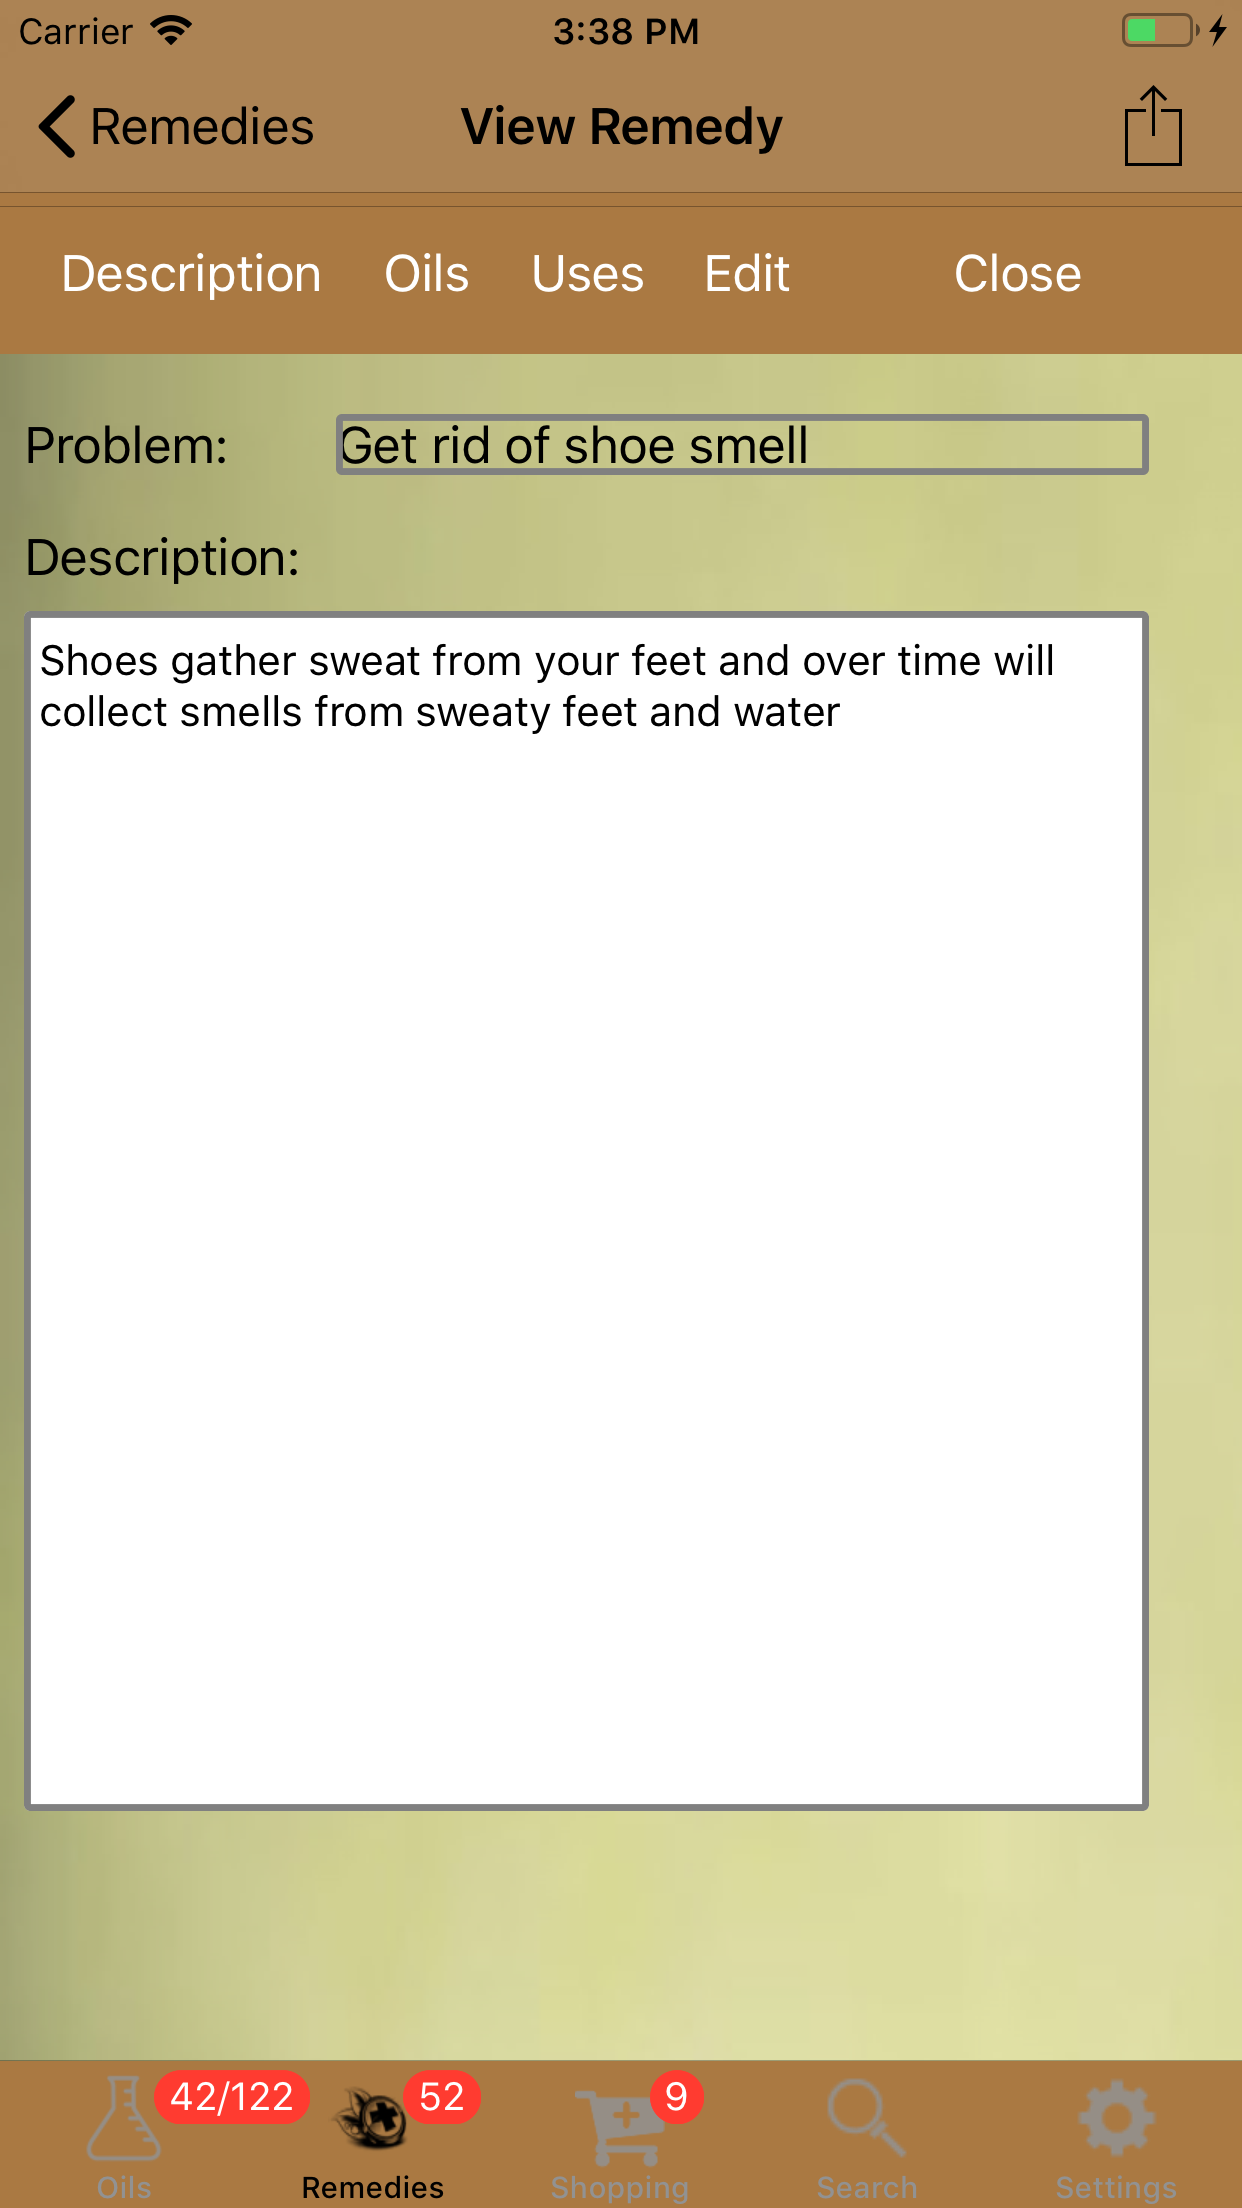 Carrier 3:38 PM
Remedies View Remedy
Description Oils Uses Edit Close
Problem: Get rid of shoe smell
Description:
Shoes gather sweat from your feet and over time will
collect smells from sweaty feet and water
42/122 52 9
Oils Remedies Shopping Search Settings